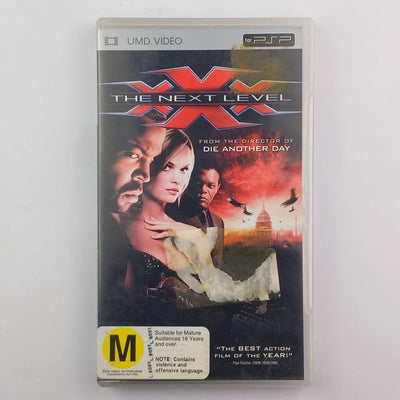 UMD VIDEO
for PSP
XXX
THE NEXT LEVEL
FROM THE DIRECTOR OF
DIE ANOTHER DAY
M
Suitable for Mature
Audiences 16 Years
and over.
NOTE: Contains
violence and
offensive language.
"THE BEST ACTION
FILM OF THE YEAR!"